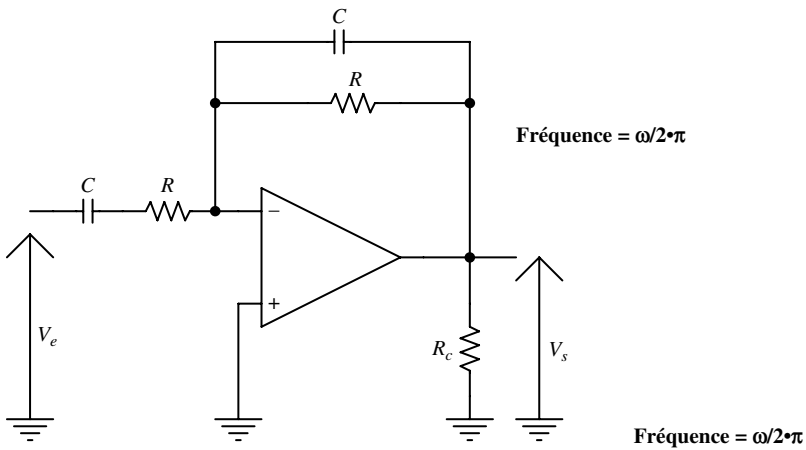 C
R
Fréquence = ω/2•π
C
R
−
+
V_e
R_c
V_s
Fréquence = ω/2•π